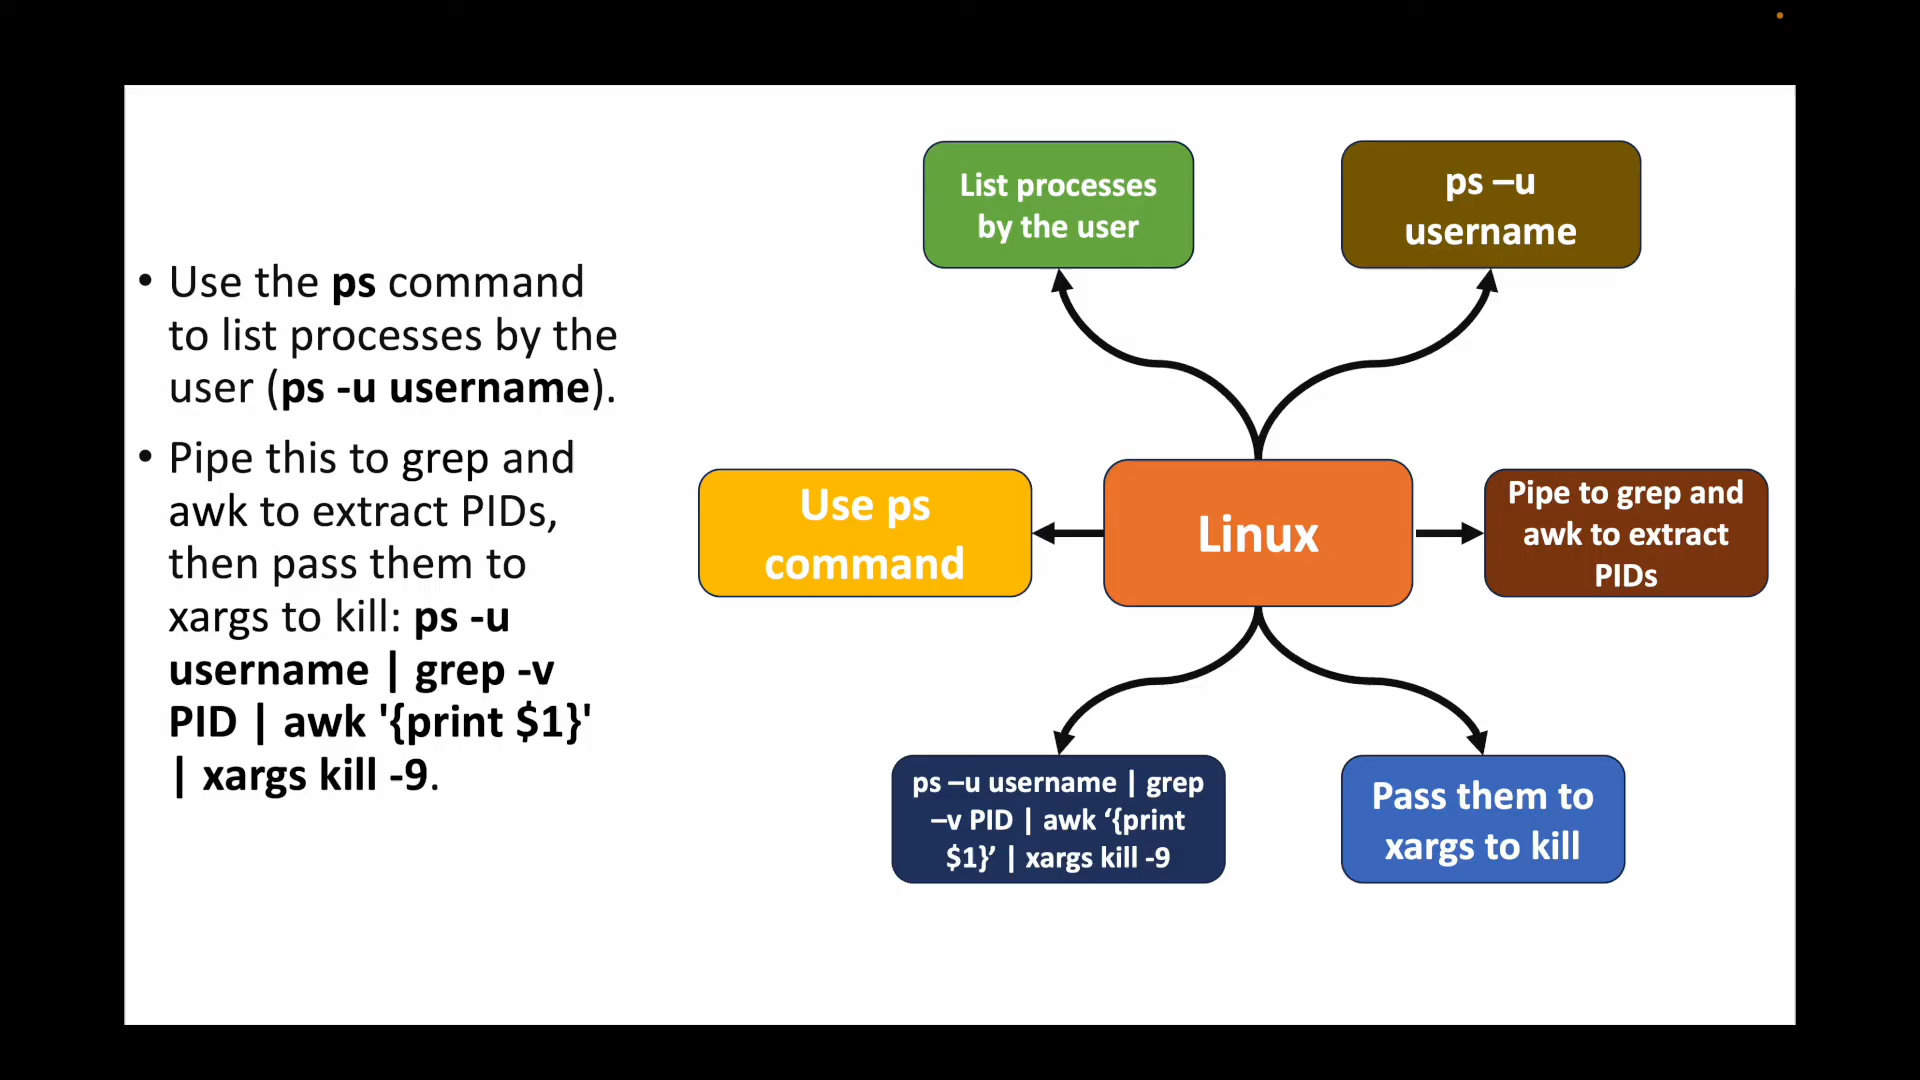 • Use the ps command
to list processes by the
user (ps -u username).
• Pipe this to grep and
awk to extract PIDs,
then pass them to
xargs to kill: ps -u
username | grep -v
PID | awk '{print $1}'
| xargs kill -9.
List processes
by the user
ps –u
username
Use ps
command
Linux
Pipe to grep and
awk to extract
PIDs
ps –u username | grep
–v PID | awk ‘{print
$1}’ | xargs kill -9
Pass them to
xargs to kill